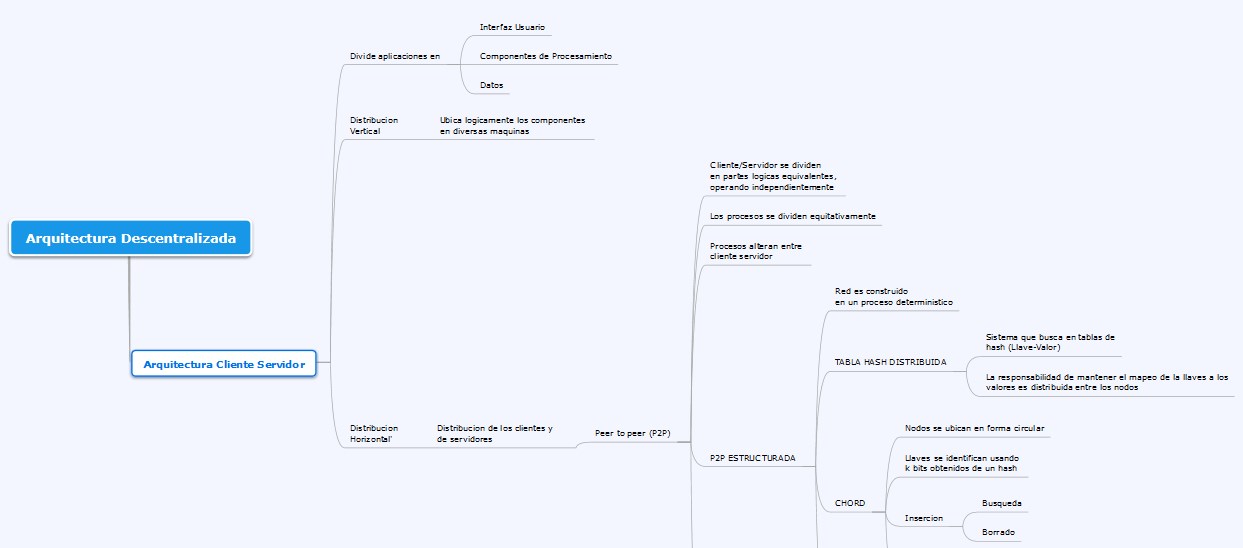 Arquitectura Descentralizada
Arquitectura Cliente Servidor
Divide aplicaciones en
Interfaz Usuario
Componentes de Procesamiento
Datos
Distribucion
Vertical
Ubica logicamente los componentes
en diversas maquinas
Distribucion
Horizontal'
Distribucion de los clientes y
de servidores
Peer to peer (P2P)
Cliente/Servidor se dividen
en partes logicas equivalentes,
operando independientemente
Los procesos se dividen equitativamente
Procesos alteran entre
cliente servidor
P2P ESTRUCTURADA
Red es construido
en un proceso deterministico
TABLA HASH DISTRIBUIDA
Sistema que busca en tablas de
hash (Llave-Valor)
La responsabilidad de mantener el mapeo de la llaves a los
valores es distribuida entre los nodos
CHORD
Nodos se ubican en forma circular
Llaves se identifican usando
k bits obtenidos de un hash
Insercion
Busqueda
Borrado